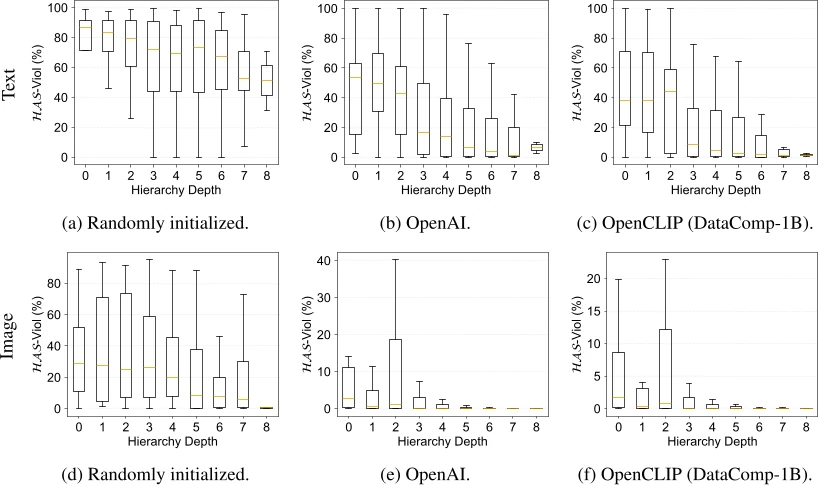 Text
HAS-Viol (%)
100
80
60
40
20
0
0 1 2 3 4 5 6 7 8
Hierarchy Depth
(a) Randomly initialized.
HAS-Viol (%)
100
80
60
40
20
0
0 1 2 3 4 5 6 7 8
Hierarchy Depth
(b) OpenAI.
HAS-Viol (%)
100
80
60
40
20
0
0 1 2 3 4 5 6 7 8
Hierarchy Depth
(c) OpenCLIP (DataComp-1B).
Image
HAS-Viol (%)
80
60
40
20
0
0 1 2 3 4 5 6 7 8
Hierarchy Depth
(d) Randomly initialized.
HAS-Viol (%)
40
30
20
10
0
0 1 2 3 4 5 6 7 8
Hierarchy Depth
(e) OpenAI.
HAS-Viol (%)
20
15
10
5
0
0 1 2 3 4 5 6 7 8
Hierarchy Depth
(f) OpenCLIP (DataComp-1B).